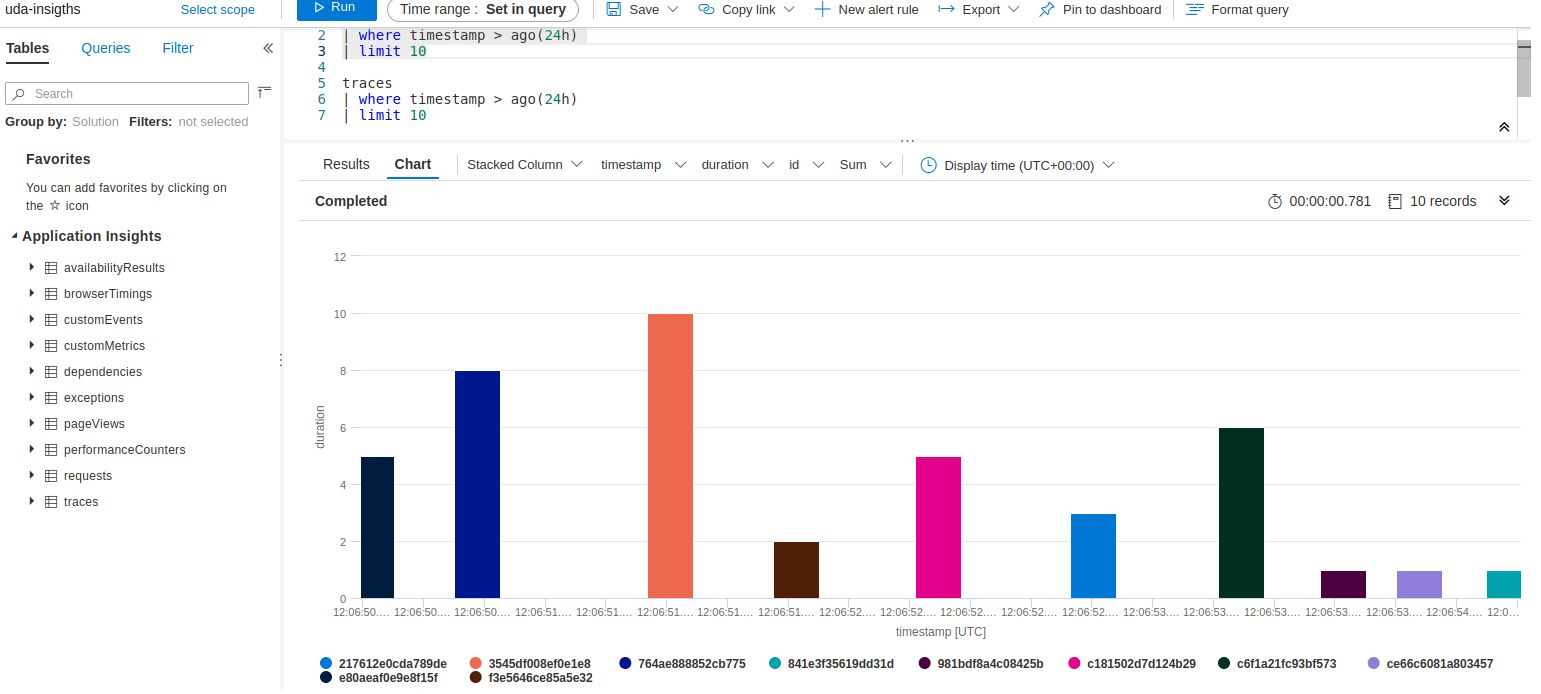 uda-insigths Select scope Run Time range : Set in query Save Copy link New alert rule Export Pin to dashboard Format query
Tables Queries Filter
Search
Group by: Solution Filters: not selected
Favorites
You can add favorites by clicking on
the ☆ icon
Application Insights
availabilityResults
browserTimings
customEvents
customMetrics
dependencies
exceptions
pageViews
performanceCounters
requests
traces
2 | where timestamp > ago(24h)
3 | limit 10
4
5 traces
6 | where timestamp > ago(24h)
7 | limit 10
Results Chart Stacked Column timestamp duration id Sum Display time (UTC+00:00)
Completed 00:00:00.781 10 records
12
10
8
6
4
2
0
duration
12:06:50.… 12:06:50.… 12:06:50.… 12:06:51.… 12:06:51.… 12:06:51.… 12:06:51.… 12:06:51.… 12:06:52.… 12:06:52.… 12:06:52.… 12:06:52.… 12:06:52.… 12:06:53.… 12:06:53.… 12:06:53.… 12:06:53.… 12:06:53.… 12:06:54.… 12:0…
timestamp [UTC]
217612e0cda789de 3545df008ef0e1e8 764ae888852cb775 841e3f35619dd31d 981bdf8a4c08425b c181502d7d124b29 c6f1a21fc93bf573 ce66c6081a803457
e80aeaf0e9e8f15f f3e5646ce85a5e32